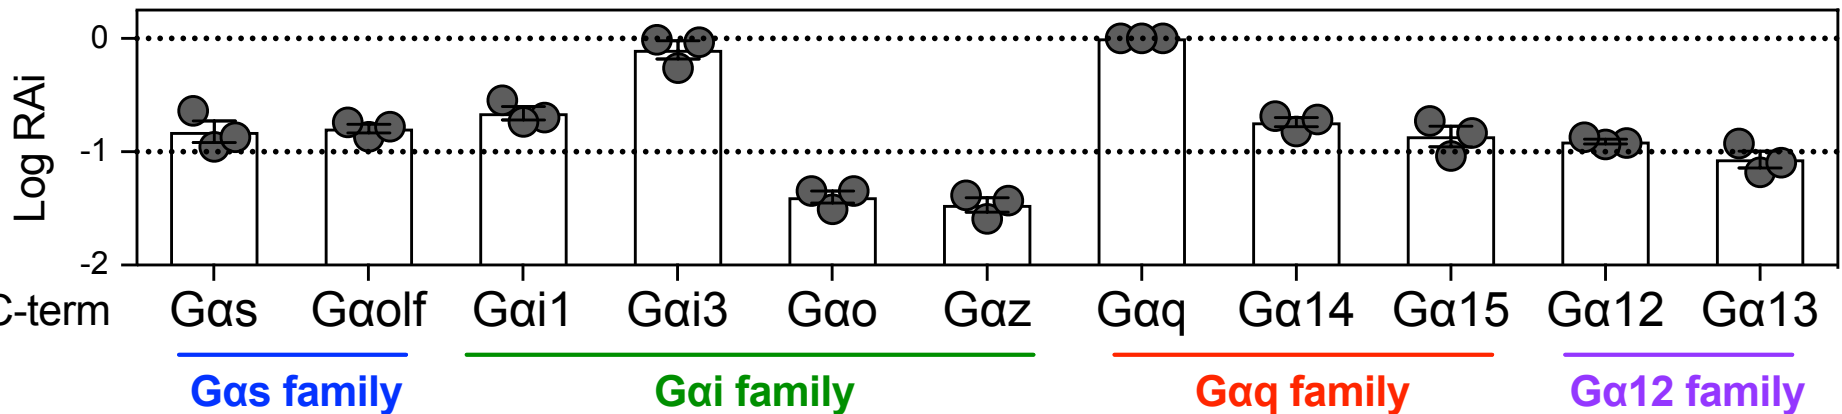 Log RAi
0
-1
-2
C-term Gαs Gαolf Gαi1 Gαi3 Gαo Gαz Gαq Gα14 Gα15 Gα12 Gα13
Gαs family Gαi family Gαq family Gα12 family